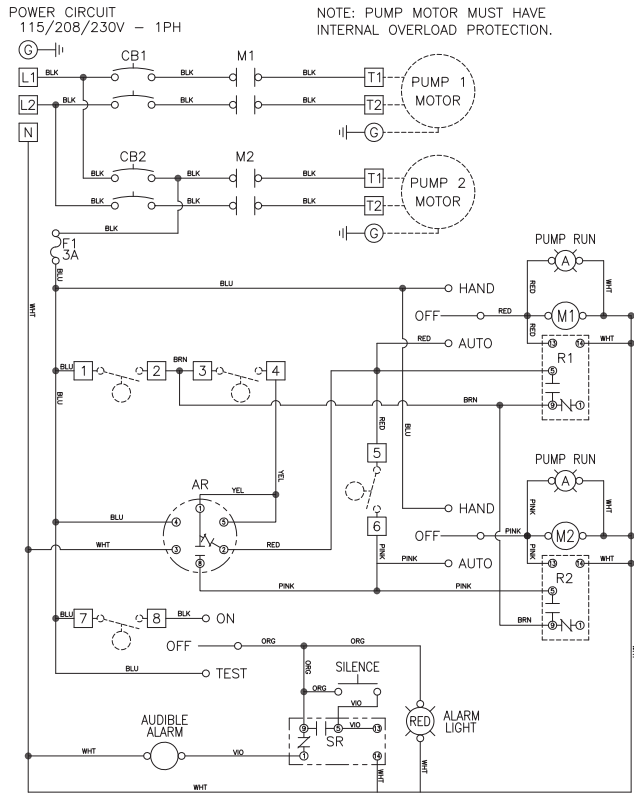 POWER CIRCUIT
115/208/230V – 1PH
NOTE: PUMP MOTOR MUST HAVE
INTERNAL OVERLOAD PROTECTION.
G
CB1
M1
L1
BLK
BLK
BLK
T1
PUMP 1
MOTOR
L2
BLK
BLK
BLK
T2
N
G
CB2
M2
BLK
BLK
BLK
T1
PUMP 2
MOTOR
BLK
BLK
BLK
T2
BLK
G
F1
3A
BLU
WHT
PUMP RUN
A
RED
WHT
BLU
HAND
OFF
RED
M1
RED
RED
AUTO
13
14
WHT
R1
5
BLU
1
2
BRN
3
4
BLU
BRN
9
1
RED
BLU
5
6
PUMP RUN
A
PINK
WHT
YEL
AR
YEL
1
BLU
4
5
HAND
OFF
PINK
M2
WHT
3
2
RED
PINK
PINK
AUTO
13
14
WHT
8
R2
PINK
PINK
5
BLU
7
8
BLK
ON
BRN
9
1
OFF
ORG
ORG
WHT
BLU
TEST
ORG
SILENCE
ORG
VIO
AUDIBLE
ALARM
9
5
VIO
13
SR
RED
ALARM
LIGHT
WHT
VIO
1
14
WHT
WHT
WHT